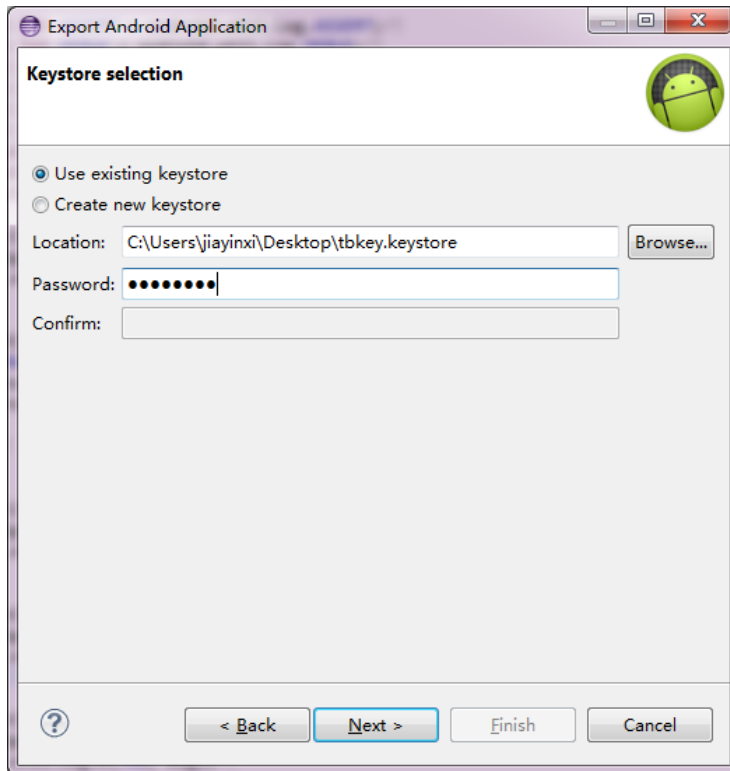 Export Android Application
Keystore selection
Use existing keystore
Create new keystore
Location: C:\Users\jiayinxi\Desktop\tbkey.keystore Browse...
Password: ●●●●●●●●
Confirm:
? < Back Next > Finish Cancel